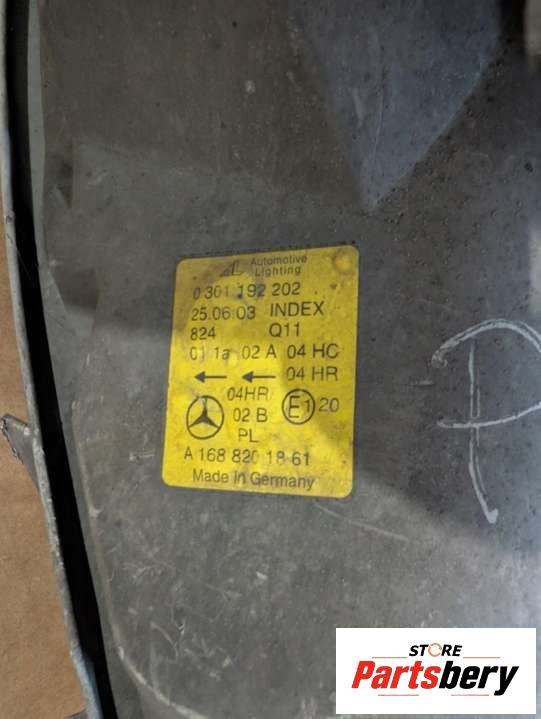 AL Automotive
Lighting
0 301 192 202
25.06.03 INDEX
824 Q11
01 1a 02 A 04 HC
← ← 04 HR
04HR
02 B E1 20
PL
A 168 820 18 61
Made in Germany
P
STORE
Partsbery